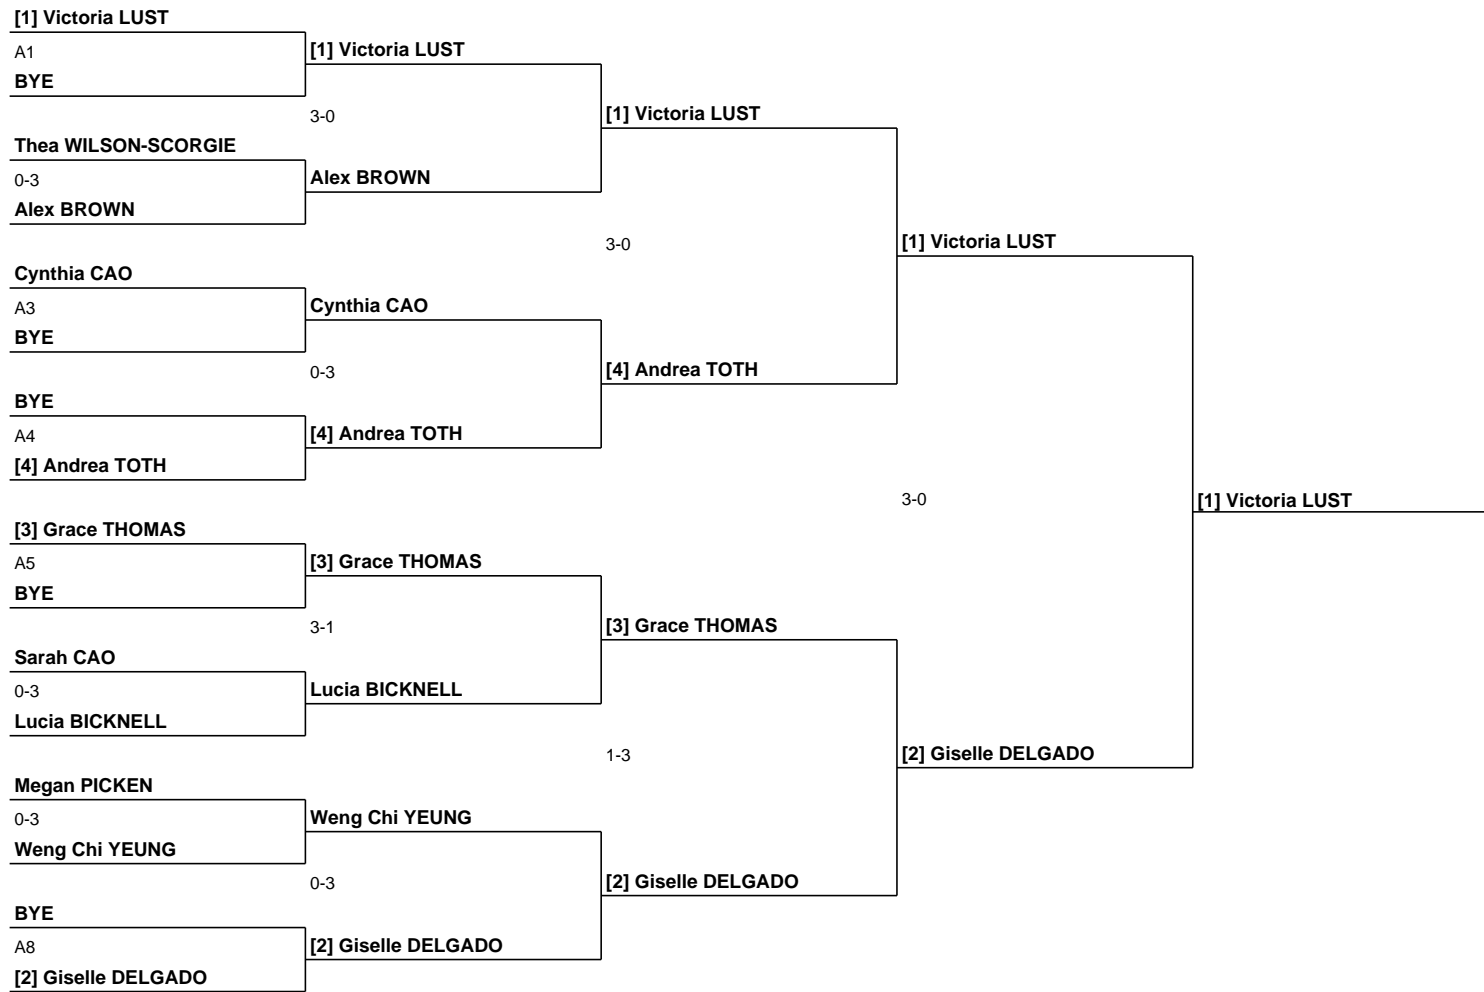 [1] Victoria LUST
A1
BYE
Thea WILSON-SCORGIE
0-3
Alex BROWN
Cynthia CAO
A3
BYE
BYE
A4
[4] Andrea TOTH
[3] Grace THOMAS
A5
BYE
Sarah CAO
0-3
Lucia BICKNELL
Megan PICKEN
0-3
Weng Chi YEUNG
BYE
A8
[2] Giselle DELGADO
[1] Victoria LUST
3-0
Alex BROWN
Cynthia CAO
0-3
[4] Andrea TOTH
[3] Grace THOMAS
3-1
Lucia BICKNELL
Weng Chi YEUNG
0-3
[2] Giselle DELGADO
[1] Victoria LUST
3-0
[4] Andrea TOTH
[3] Grace THOMAS
1-3
[2] Giselle DELGADO
[1] Victoria LUST
3-0
[2] Giselle DELGADO
[1] Victoria LUST